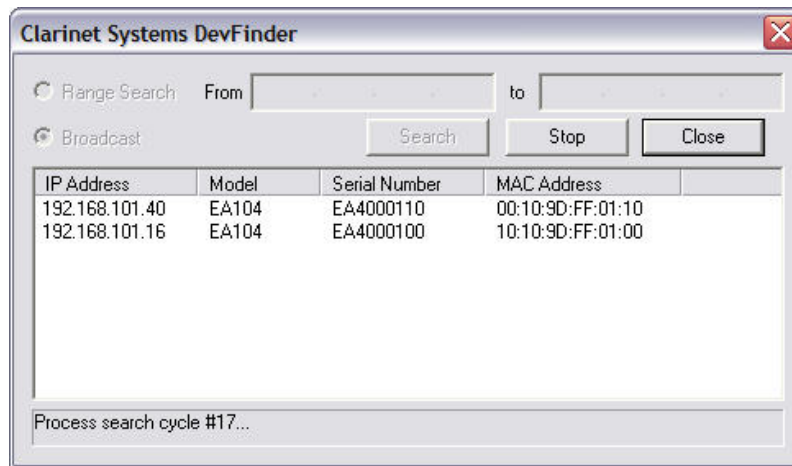 Clarinet Systems DevFinder
Range Search From to
Broadcast Search Stop Close
IP Address Model Serial Number MAC Address
192.168.101.40 EA104 EA4000110 00:10:9D:FF:01:10
192.168.101.16 EA104 EA4000100 10:10:9D:FF:01:00
Process search cycle #17...